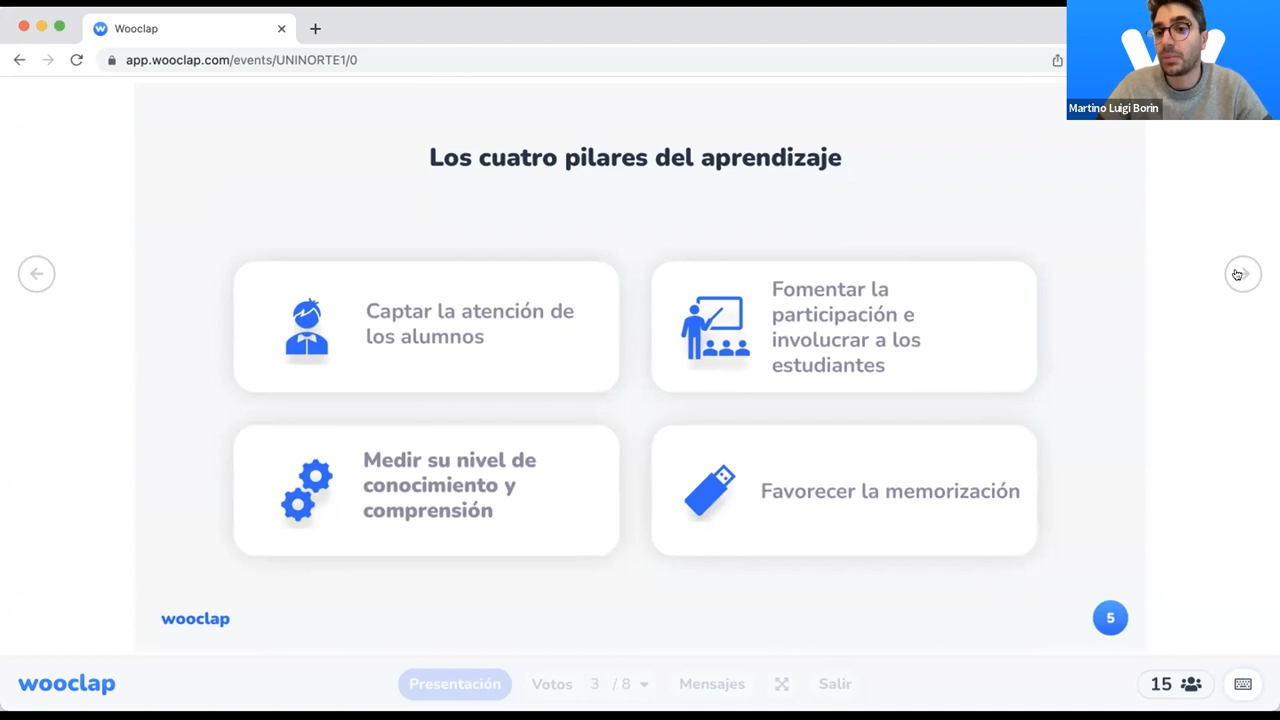 Wooclap
app.wooclap.com/events/UNINORTE1/0
Martino Luigi Borin
Los cuatro pilares del aprendizaje
Captar la atención de
los alumnos
Fomentar la
participación e
involucrar a los
estudiantes
Medir su nivel de
conocimiento y
comprensión
Favorecer la memorización
wooclap
5
wooclap
Presentación
Votos 3 / 8
Mensajes
Salir
15